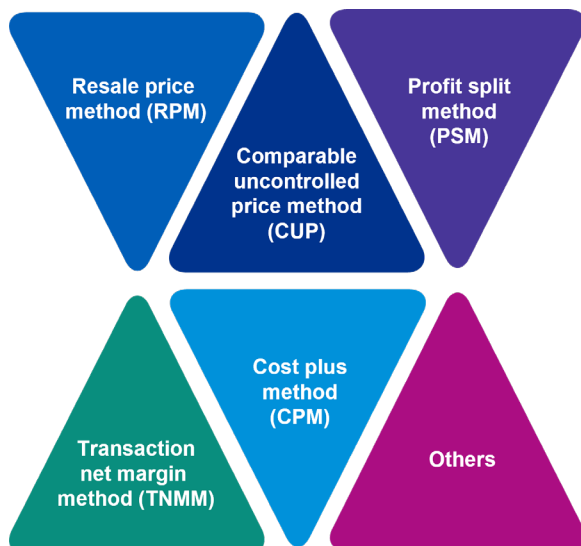 Resale price
method (RPM)
Comparable
uncontrolled
price method
(CUP)
Profit split
method
(PSM)
Transaction
net margin
method (TNMM)
Cost plus
method
(CPM)
Others